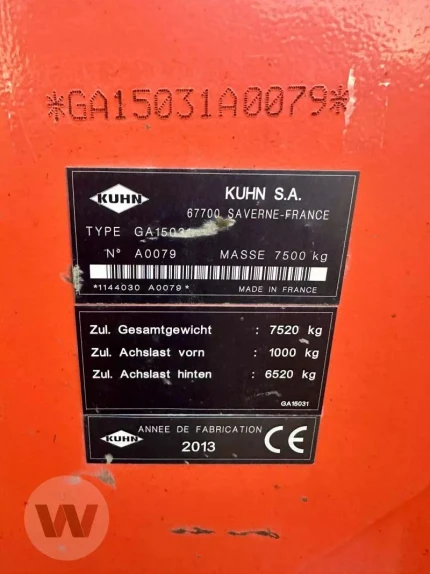 *GA15031A0079*
KUHN KUHN S.A.
67700 SAVERNE-FRANCE
TYPE GA15031
N° A0079 MASSE 7500 kg
*1144030 A0079* MADE IN FRANCE
Zul. Gesamtgewicht : 7520 kg
Zul. Achslast vorn : 1000 kg
Zul. Achslast hinten : 6520 kg
GA15031
KUHN ANNEE DE FABRICATION
2013 CE
W